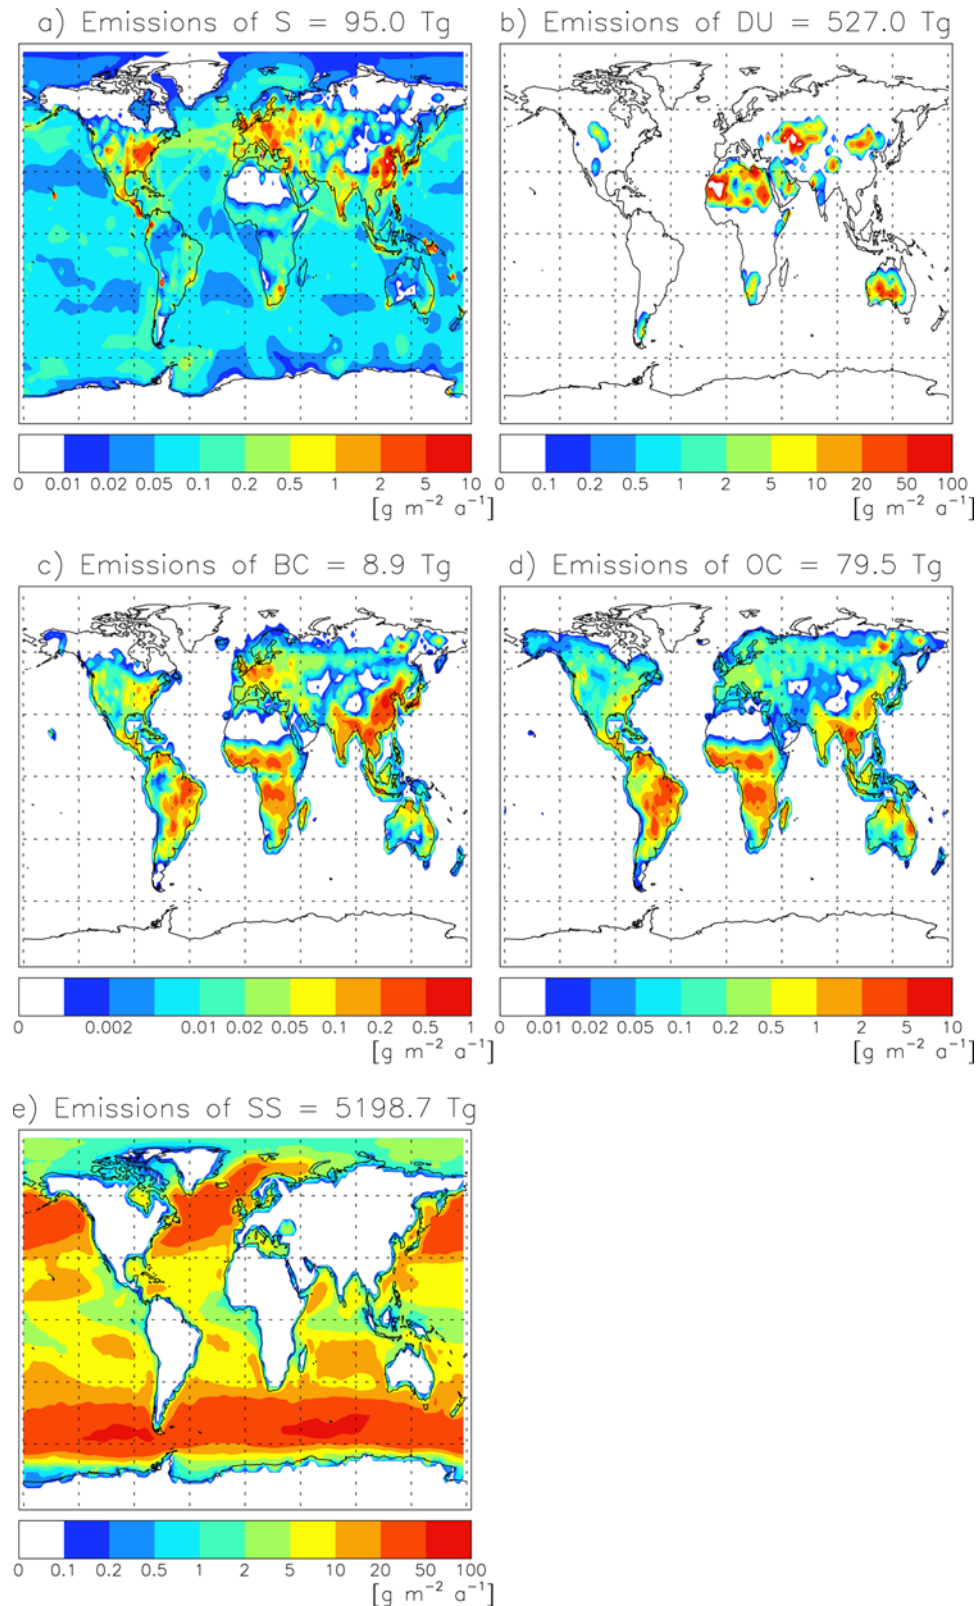 a) Emissions of S = 95.0 Tg
b) Emissions of DU = 527.0 Tg
0 0.01 0.02 0.05 0.1 0.2 0.5 1 2 5 10
[g m⁻² a⁻¹]
0 0.1 0.2 0.5 1 2 5 10 20 50 100
[g m⁻² a⁻¹]
c) Emissions of BC = 8.9 Tg
d) Emissions of OC = 79.5 Tg
0 0.002 0.01 0.02 0.05 0.1 0.2 0.5 1
[g m⁻² a⁻¹]
0 0.01 0.02 0.05 0.1 0.2 0.5 1 2 5 10
[g m⁻² a⁻¹]
e) Emissions of SS = 5198.7 Tg
0 0.1 0.2 0.5 1 2 5 10 20 50 100
[g m⁻² a⁻¹]